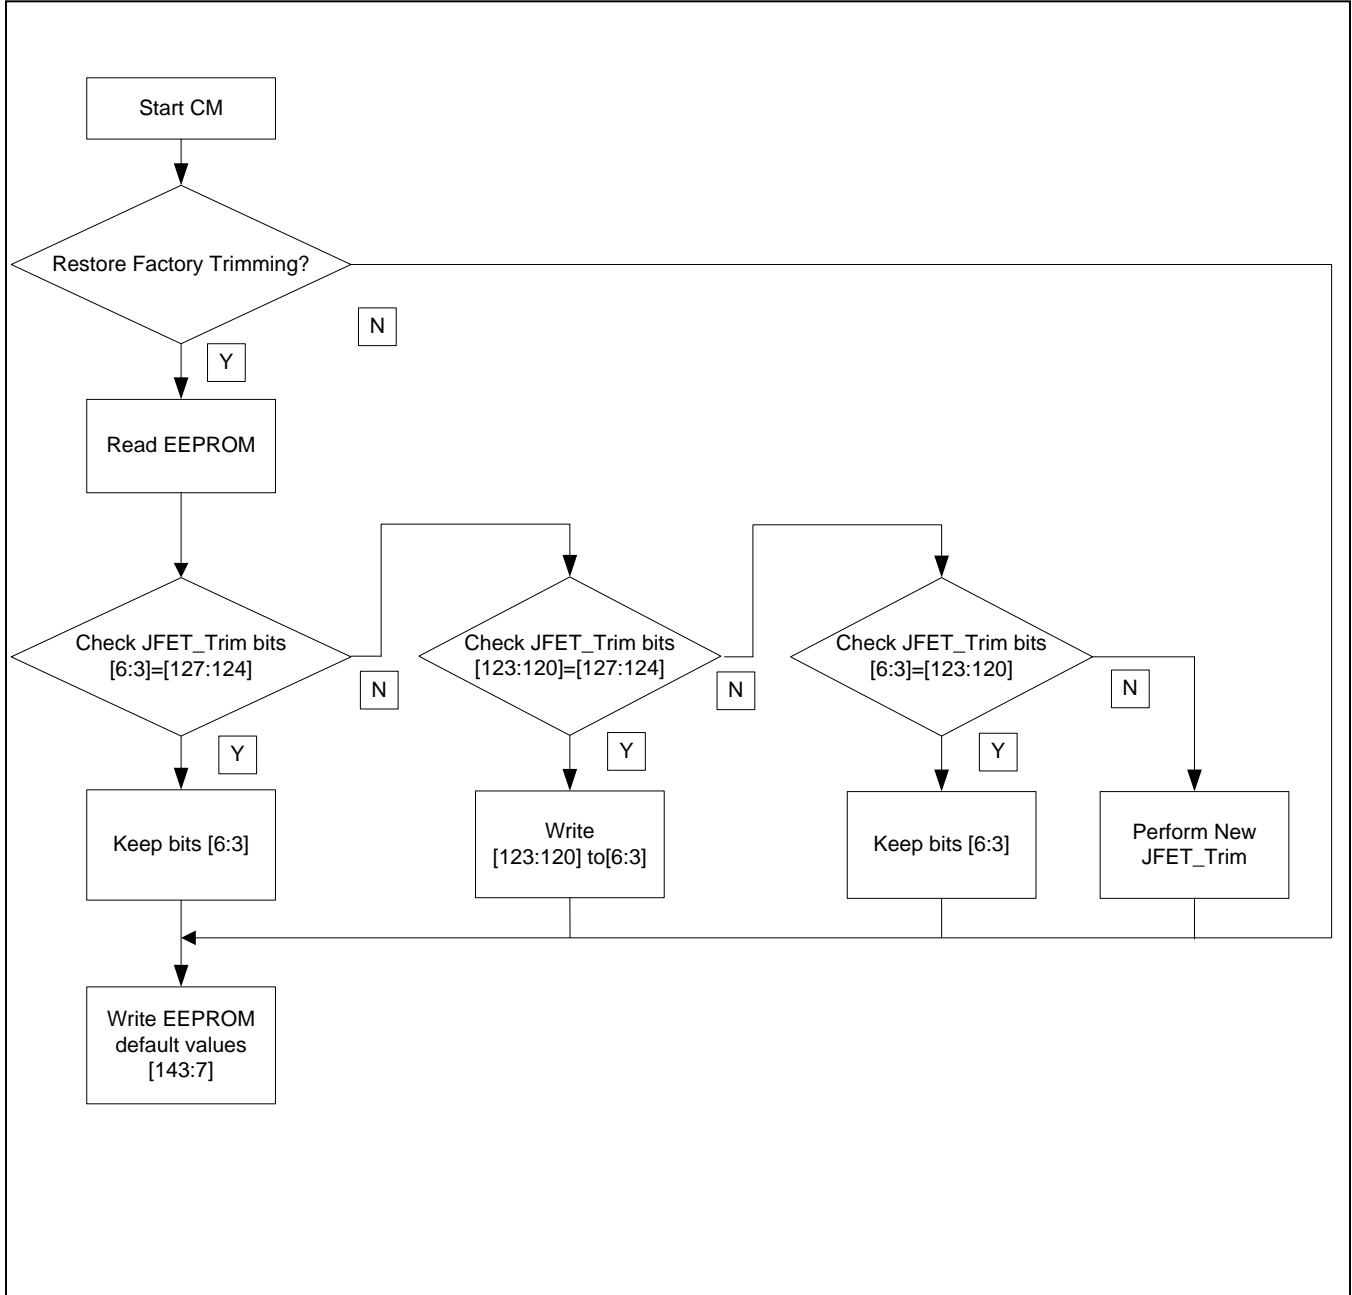 Start CM
Restore Factory Trimming?
N
Y
Read EEPROM
Check JFET_Trim bits
[6:3]=[127:124]
N
Y
Check JFET_Trim bits
[123:120]=[127:124]
N
Y
Check JFET_Trim bits
[6:3]=[123:120]
N
Y
Keep bits [6:3]
Write
[123:120] to[6:3]
Keep bits [6:3]
Perform New
JFET_Trim
Write EEPROM
default values
[143:7]